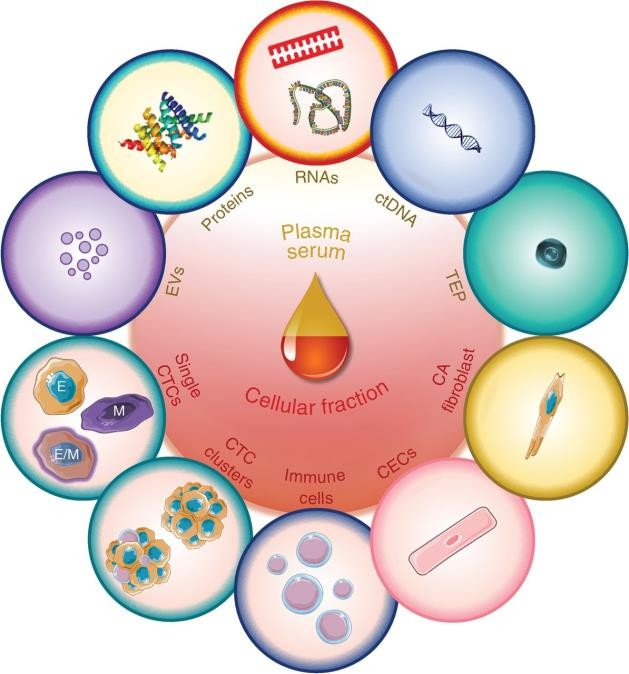 RNAs
Proteins
ctDNA
Plasma
serum
EVs
TEP
Single
CTCs
E
M
E/M
CA
fibroblast
Cellular fraction
CTC
clusters
Immune
cells
CECs